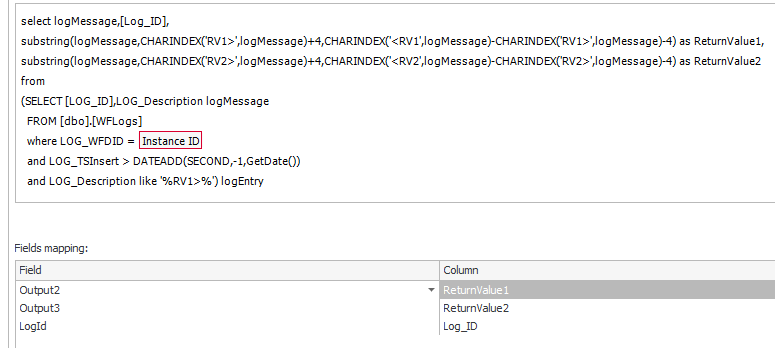 select logMessage,[Log_ID],
substring(logMessage,CHARINDEX('RV1>',logMessage)+4,CHARINDEX('<RV1',logMessage)-CHARINDEX('RV1>',logMessage)-4) as ReturnValue1,
substring(logMessage,CHARINDEX('RV2>',logMessage)+4,CHARINDEX('<RV2',logMessage)-CHARINDEX('RV2>',logMessage)-4) as ReturnValue2
from
(SELECT [LOG_ID],LOG_Description logMessage
FROM [dbo].[WFLogs]
where LOG_WFDID = Instance ID
and LOG_TSInsert > DATEADD(SECOND,-1,GetDate())
and LOG_Description like '%RV1>%') logEntry
Fields mapping:
Field Column
Output2 ReturnValue1
Output3 ReturnValue2
LogId Log_ID